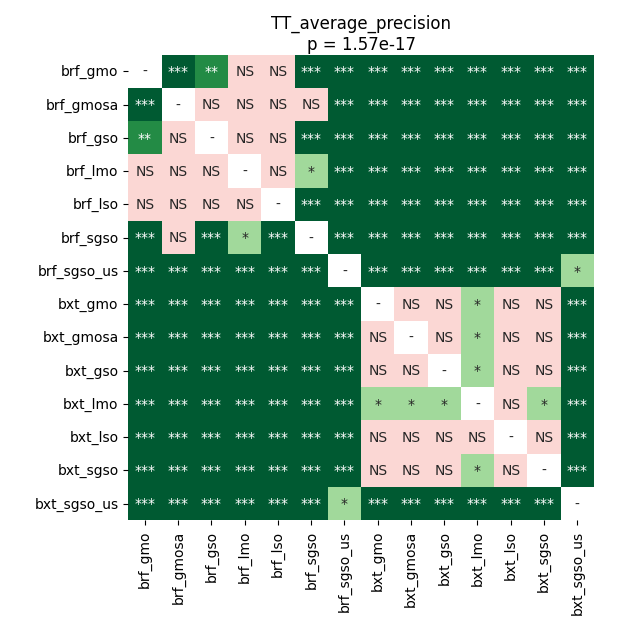 TT_average_precision
p = 1.57e-17
brf_gmo - *** ** NS NS *** *** *** *** *** *** *** *** ***
brf_gmosa *** - NS NS NS NS *** *** *** *** *** *** *** ***
brf_gso ** NS - NS NS *** *** *** *** *** *** *** *** ***
brf_lmo NS NS NS - NS * *** *** *** *** *** *** *** ***
brf_lso NS NS NS NS - *** *** *** *** *** *** *** *** ***
brf_sgso *** NS *** * *** - *** *** *** *** *** *** *** ***
brf_sgso_us *** *** *** *** *** *** - *** *** *** *** *** *** *
bxt_gmo *** *** *** *** *** *** *** - NS NS * NS NS ***
bxt_gmosa *** *** *** *** *** *** *** NS - NS * NS NS ***
bxt_gso *** *** *** *** *** *** *** NS NS - * NS NS ***
bxt_lmo *** *** *** *** *** *** *** * * * - NS * ***
bxt_lso *** *** *** *** *** *** *** NS NS NS NS - NS ***
bxt_sgso *** *** *** *** *** *** *** NS NS NS * NS - ***
bxt_sgso_us *** *** *** *** *** *** * *** *** *** *** *** *** -
brf_gmo brf_gmosa brf_gso brf_lmo brf_lso brf_sgso brf_sgso_us bxt_gmo bxt_gmosa bxt_gso bxt_lmo bxt_lso bxt_sgso bxt_sgso_us